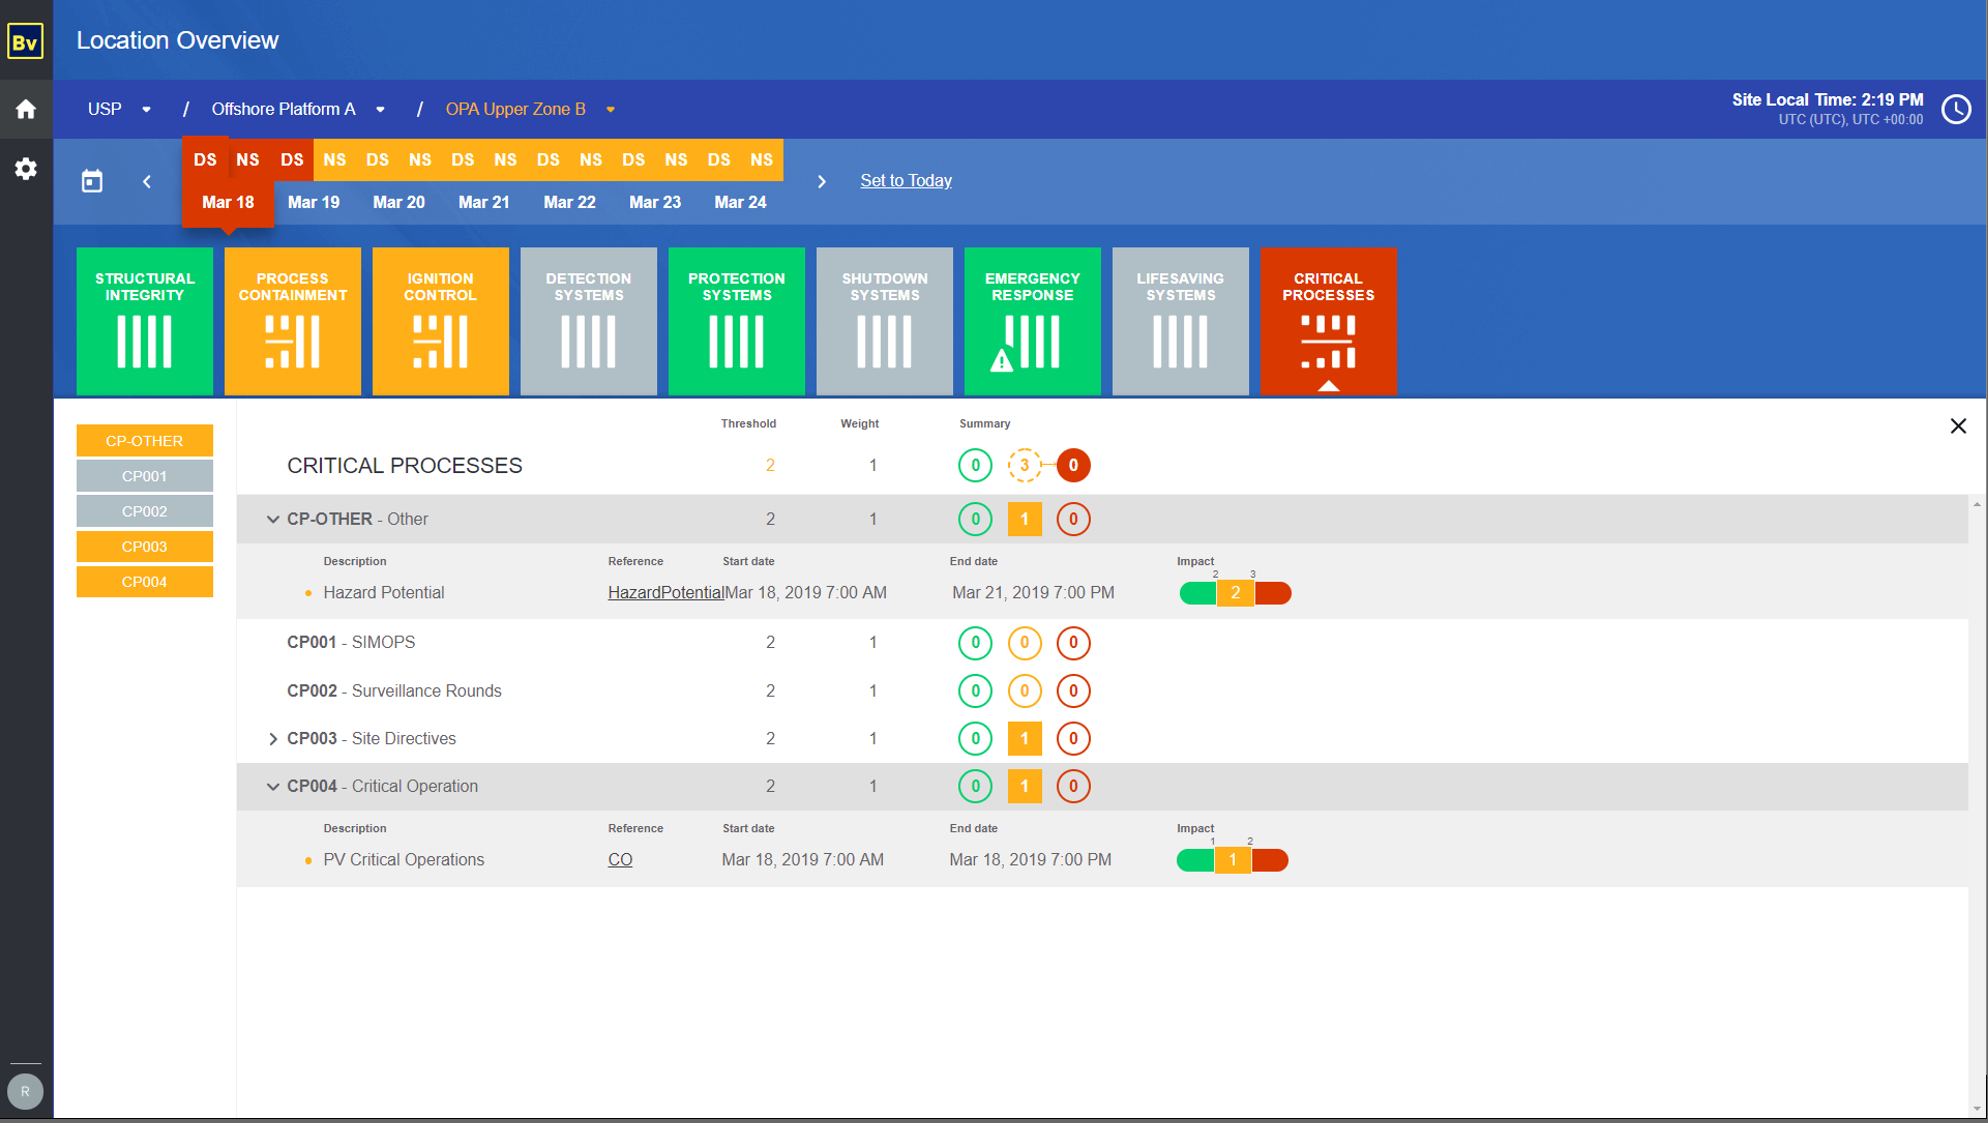 Bv
Location Overview
USP / Offshore Platform A / OPA Upper Zone B
Site Local Time: 2:19 PM
UTC (UTC), UTC +00:00
DS NS DS NS DS NS DS NS DS NS DS NS DS NS
Mar 18 Mar 19 Mar 20 Mar 21 Mar 22 Mar 23 Mar 24
Set to Today
STRUCTURAL INTEGRITY
PROCESS CONTAINMENT
IGNITION CONTROL
DETECTION SYSTEMS
PROTECTION SYSTEMS
SHUTDOWN SYSTEMS
EMERGENCY RESPONSE
LIFESAVING SYSTEMS
CRITICAL PROCESSES
CP-OTHER
CP001
CP002
CP003
CP004
Threshold Weight Summary
CRITICAL PROCESSES 2 1 0 3 0
CP-OTHER - Other 2 1 0 1 0
Description Reference Start date End date Impact
2 3
Hazard Potential HazardPotential Mar 18, 2019 7:00 AM Mar 21, 2019 7:00 PM 2
CP001 - SIMOPS 2 1 0 0 0
CP002 - Surveillance Rounds 2 1 0 0 0
CP003 - Site Directives 2 1 0 1 0
CP004 - Critical Operation 2 1 0 1 0
Description Reference Start date End date Impact
1 2
PV Critical Operations CO Mar 18, 2019 7:00 AM Mar 18, 2019 7:00 PM 1
R